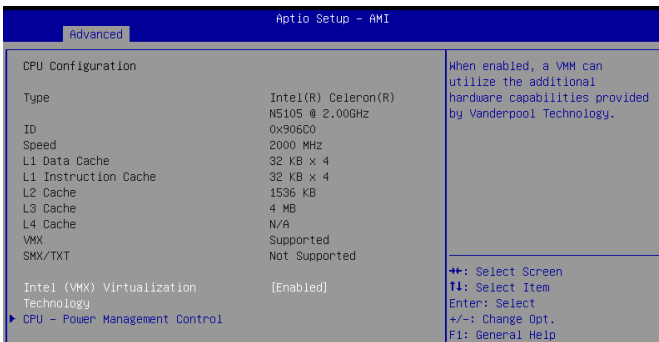 Aptio Setup - AMI
Advanced
CPU Configuration
Type Intel(R) Celeron(R)
N5105 @ 2.00GHz
ID 0x906C0
Speed 2000 MHz
L1 Data Cache 32 KB x 4
L1 Instruction Cache 32 KB x 4
L2 Cache 1536 KB
L3 Cache 4 MB
L4 Cache N/A
VMX Supported
SMX/TXT Not Supported
Intel (VMX) Virtualization [Enabled]
Technology
CPU - Power Management Control
When enabled, a VMM can
utilize the additional
hardware capabilities provided
by Vanderpool Technology.
→←: Select Screen
↑↓: Select Item
Enter: Select
+/-: Change Opt.
F1: General Help